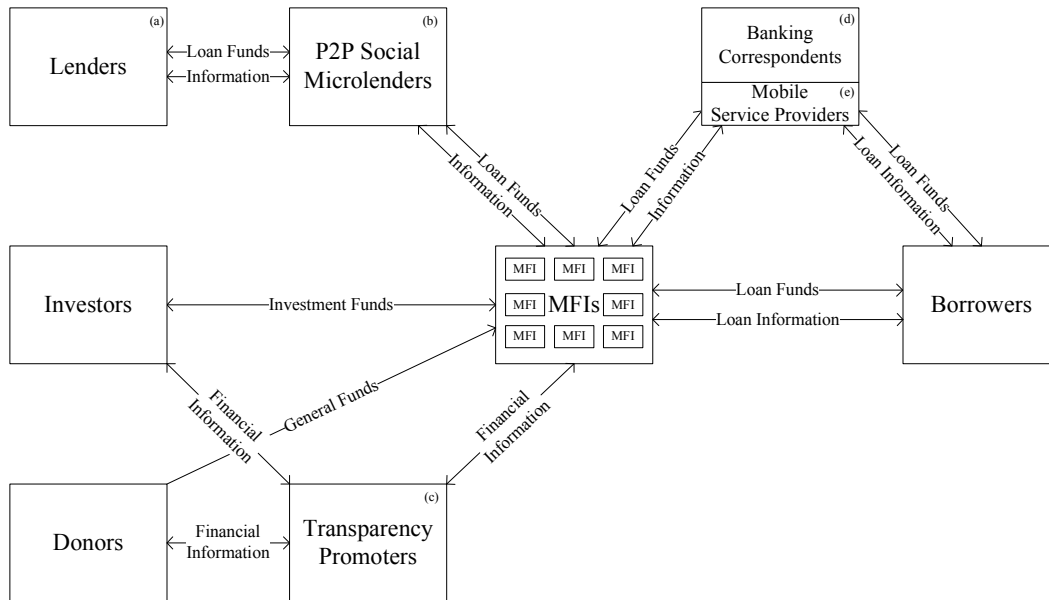 (a)
Lenders
Loan Funds
Information
(b)
P2P Social
Microlenders
(d)
Banking
Correspondents
(e)
Mobile
Service Providers
Loan Funds
Information
Loan Funds
Information
Loan Funds
Loan Information
Investors
Investment Funds
MFI MFI MFI
MFI MFIs MFI
MFI MFI MFI
Loan Funds
Loan Information
Borrowers
General Funds
Financial
Information
Financial
Information
Donors
Financial
Information
(c)
Transparency
Promoters